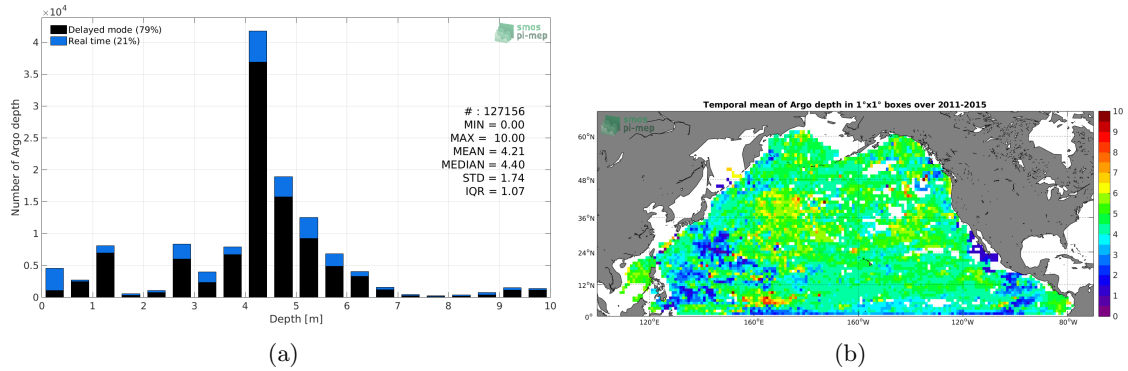 ×10⁴
Delayed mode (79%)
Real time (21%)
smos
pi-mep
4
3.5
3
2.5
2
1.5
1
0.5
0
Number of Argo depth
# : 127156
MIN = 0.00
MAX = 10.00
MEAN = 4.21
MEDIAN = 4.40
STD = 1.74
IQR = 1.07
0 1 2 3 4 5 6 7 8 9 10
Depth [m]
(a)
Temporal mean of Argo depth in 1°x1° boxes over 2011-2015
smos
pi-mep
60°N
48°N
36°N
24°N
12°N
0°
120°E 160°E 160°W 120°W 80°W
10
9
8
7
6
5
4
3
2
1
0
(b)